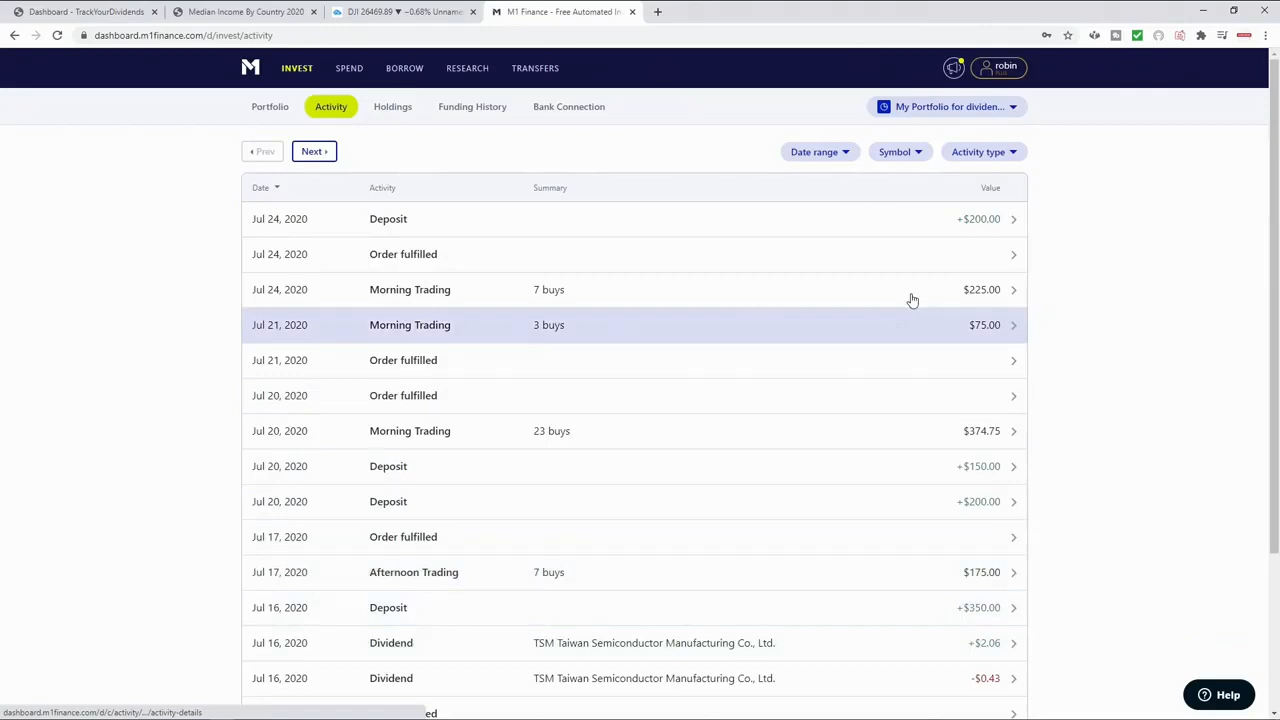 Dashboard - TrackYourDividends
Median Income By Country 2020
DJI 26469.89 ▼ −0.68% Unname
M1 Finance - Free Automated In
dashboard.m1finance.com/d/invest/activity
M INVEST SPEND BORROW RESEARCH TRANSFERS robin
Portfolio Activity Holdings Funding History Bank Connection My Portfolio for dividen...
Prev Next Date range Symbol Activity type
Date Activity Summary Value
Jul 24, 2020 Deposit +$200.00
Jul 24, 2020 Order fulfilled
Jul 24, 2020 Morning Trading 7 buys $225.00
Jul 21, 2020 Morning Trading 3 buys $75.00
Jul 21, 2020 Order fulfilled
Jul 20, 2020 Order fulfilled
Jul 20, 2020 Morning Trading 23 buys $374.75
Jul 20, 2020 Deposit +$150.00
Jul 20, 2020 Deposit +$200.00
Jul 17, 2020 Order fulfilled
Jul 17, 2020 Afternoon Trading 7 buys $175.00
Jul 16, 2020 Deposit +$350.00
Jul 16, 2020 Dividend TSM Taiwan Semiconductor Manufacturing Co., Ltd. +$2.06
Jul 16, 2020 Dividend TSM Taiwan Semiconductor Manufacturing Co., Ltd. -$0.43
Help
dashboard.m1finance.com/d/c/activity/.../activity-details
ed